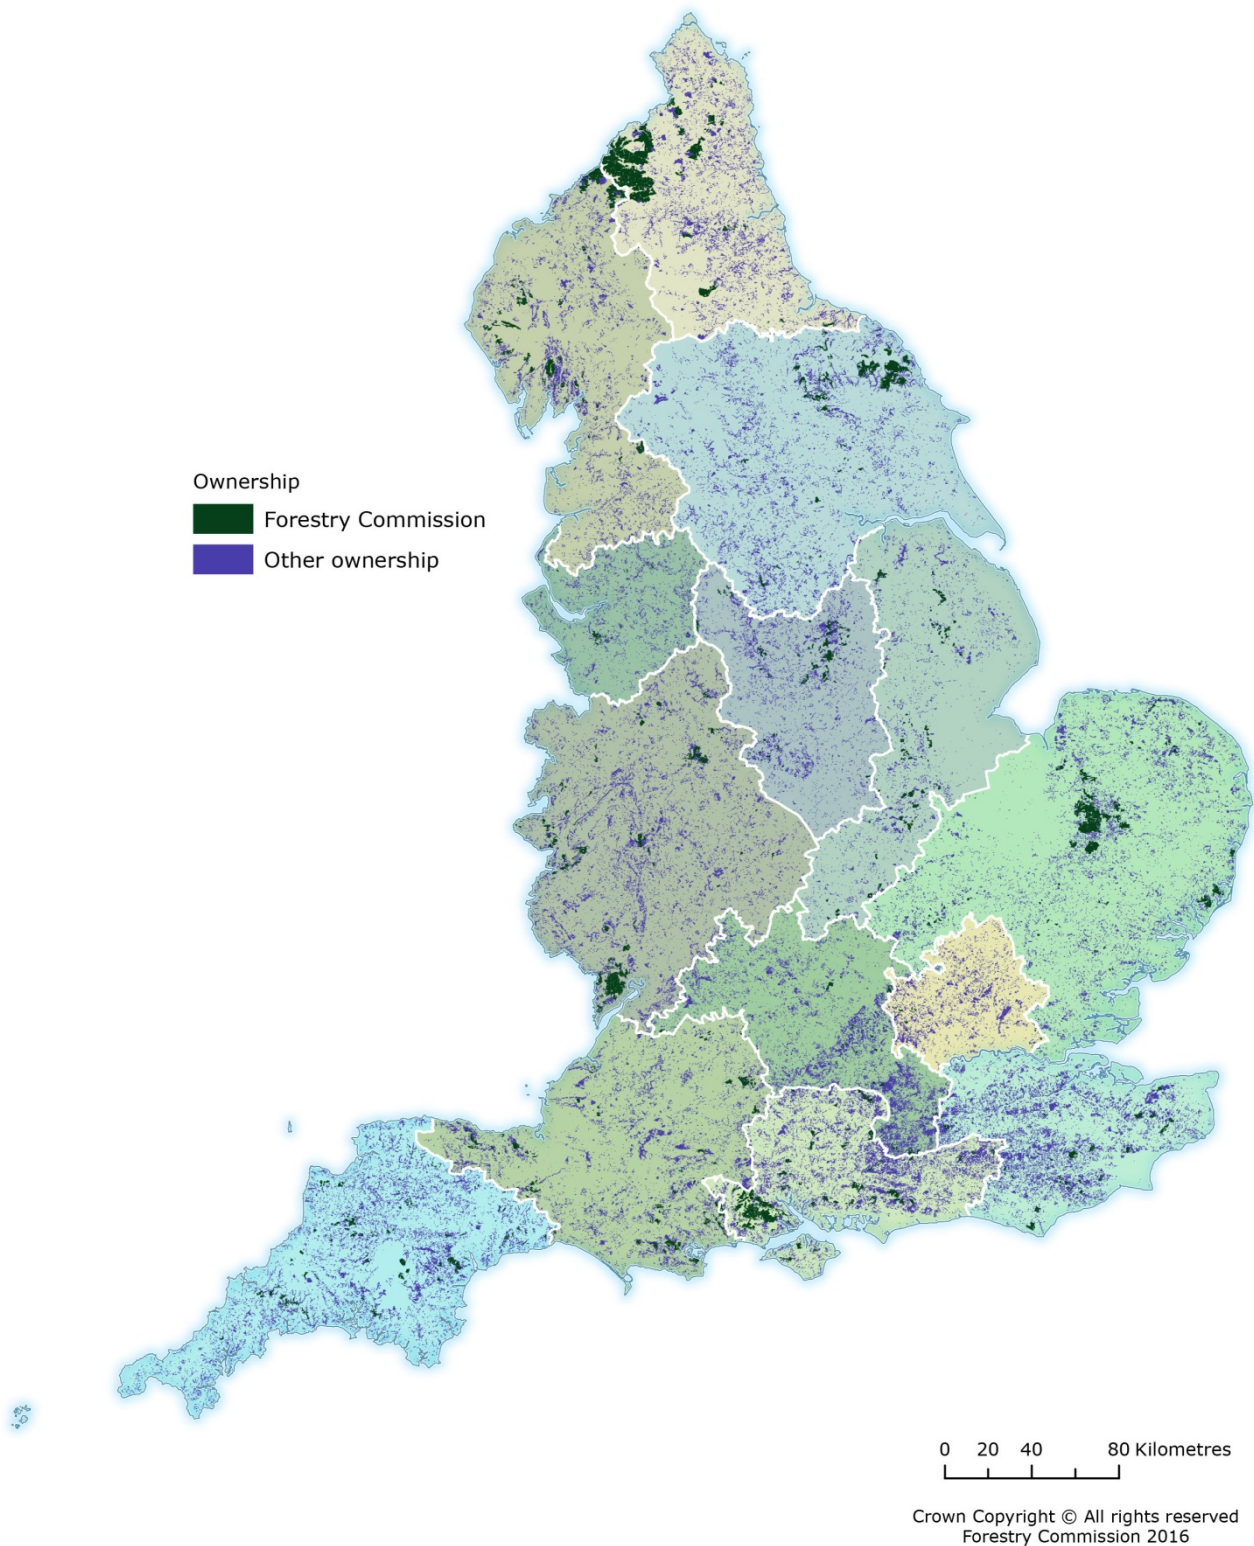 Ownership
Forestry Commission
Other ownership
0 20 40 80 Kilometres
Crown Copyright © All rights reserved
Forestry Commission 2016